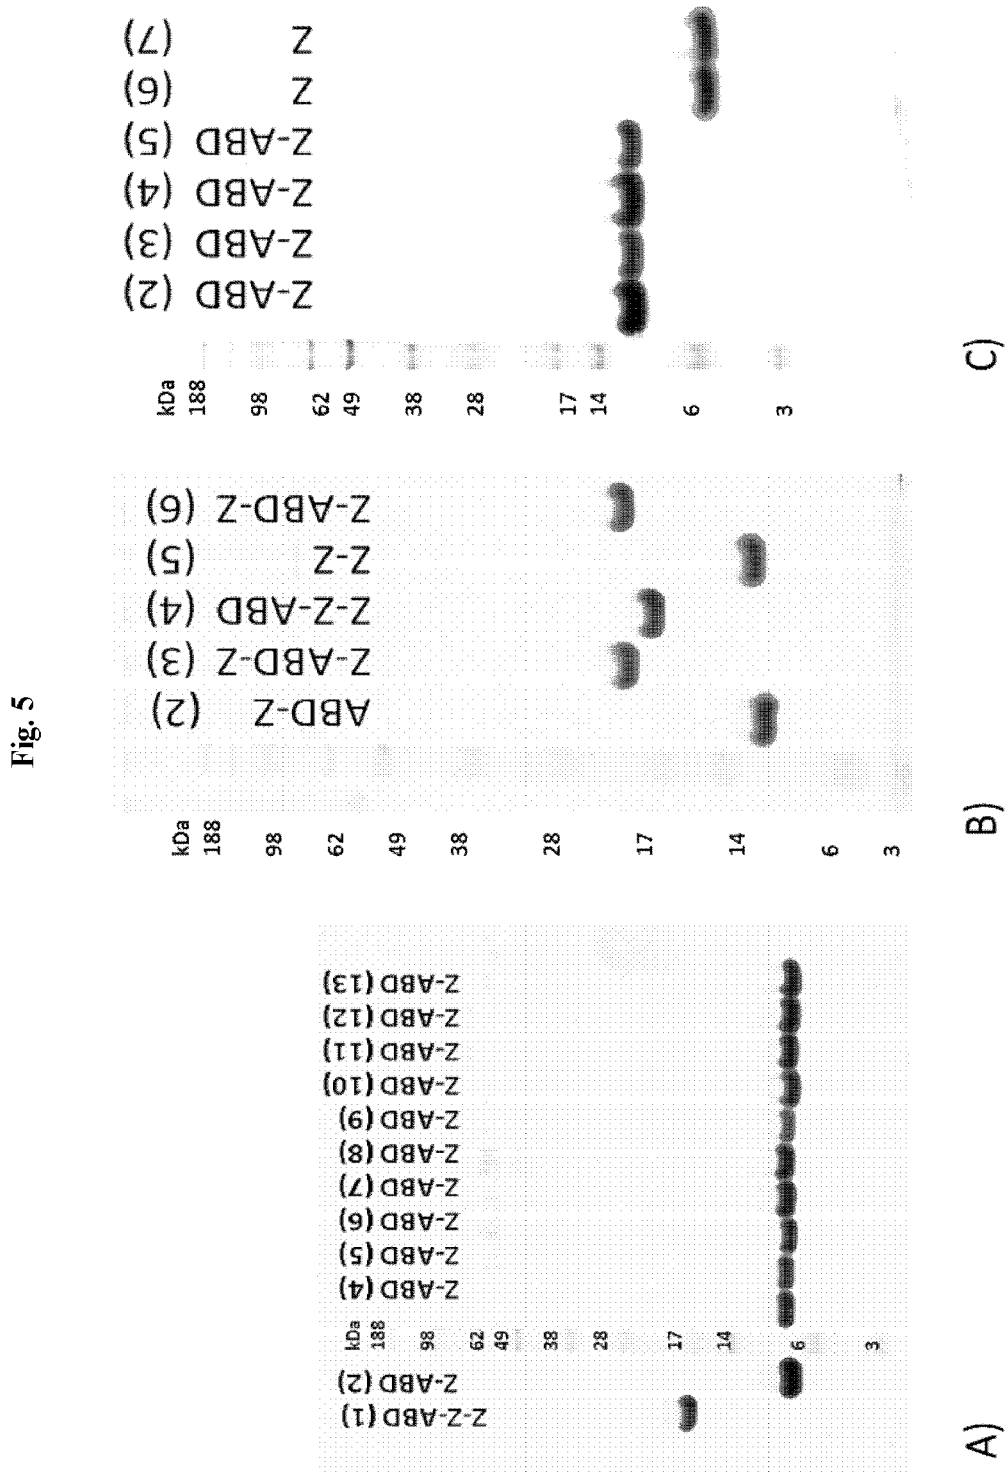 Fig. 5
Z-Z-ABD (1)
Z-ABD (2)
kDa
188
98
62
49
38
28
17
14
6
3
Z-ABD (4)
Z-ABD (5)
Z-ABD (6)
Z-ABD (7)
Z-ABD (8)
Z-ABD (9)
Z-ABD (10)
Z-ABD (11)
Z-ABD (12)
Z-ABD (13)
A)
kDa
188
98
62
49
38
28
17
14
6
3
ABD-Z (2)
Z-ABD-Z (3)
Z-Z-ABD (4)
Z-Z (5)
Z-ABD-Z (6)
B)
kDa
188
98
62
49
38
28
17
14
6
3
Z-ABD (2)
Z-ABD (3)
Z-ABD (4)
Z-ABD (5)
Z (6)
Z (7)
C)